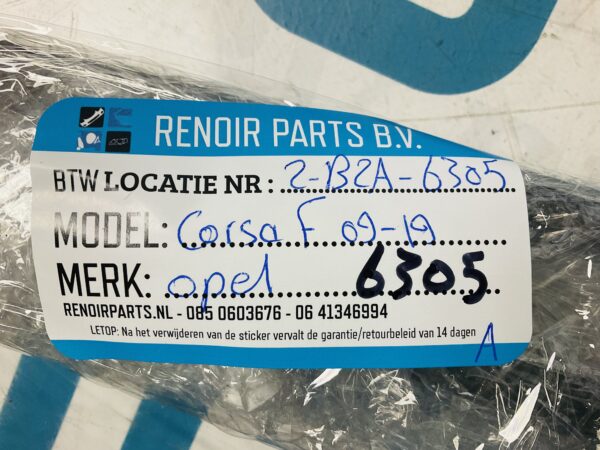 RENOIR PARTS B.V.
BTW LOCATIE NR : 2-B2A-6305
MODEL: Corsa F 09-19
MERK: opel 6305
RENOIRPARTS.NL - 085 0603676 - 06 41346994
LETOP: Na het verwijderen van de sticker vervalt de garantie/retourbeleid van 14 dagen
A